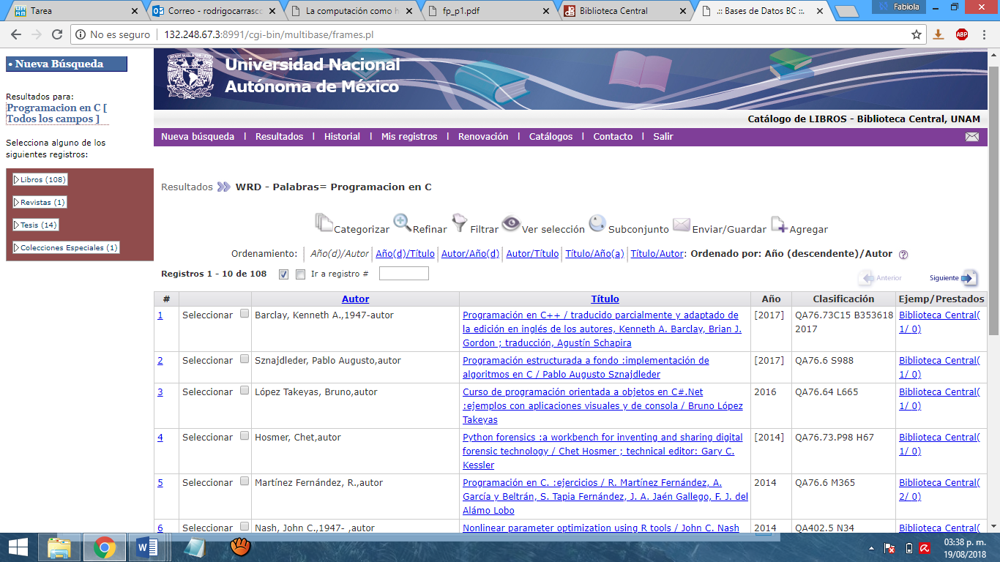 Tarea
Correo - rodrigocarrasc
La computación como h
fp_p1.pdf
Biblioteca Central
.:: Bases de Datos BC ::.
Fabiola
No es seguro
132.248.67.3:8991/cgi-bin/multibase/frames.pl
ABP
• Nueva Búsqueda
Resultados para:
Programacion en C [
Todos los campos ]
Selecciona alguno de los
siguientes registros:
Libros (108)
Revistas (1)
Tesis (14)
Colecciones Especiales (1)
Universidad Nacional
Autónoma de México
Catálogo de LIBROS - Biblioteca Central, UNAM
Nueva búsqueda | Resultados | Historial | Mis registros | Renovación | Catálogos | Contacto | Salir
Resultados WRD - Palabras= Programacion en C
Categorizar Refinar Filtrar Ver selección Subconjunto Enviar/Guardar Agregar
Ordenamiento: Año(d)/Autor Año(d)/Título Autor/Año(d) Autor/Título Título/Año(a) Título/Autor: Ordenado por: Año (descendente)/Autor ?
Registros 1 - 10 de 108 Ir a registro #
Anterior Siguiente
# Autor Título Año Clasificación Ejemp/Prestados
1 Seleccionar Barclay, Kenneth A.,1947-autor Programación en C++ / traducido parcialmente y adaptado de [2017] QA76.73C15 B353618 Biblioteca Central(
la edición en inglés de los autores, Kenneth A. Barclay, Brian J. 2017 1/ 0)
Gordon ; traducción, Agustín Schapira
2 Seleccionar Sznajdleder, Pablo Augusto,autor Programación estructurada a fondo :implementación de [2017] QA76.6 S988 Biblioteca Central(
algoritmos en C / Pablo Augusto Sznajdleder 1/ 0)
3 Seleccionar López Takeyas, Bruno,autor Curso de programación orientada a objetos en C#.Net 2016 QA76.64 L665 Biblioteca Central(
:ejemplos con aplicaciones visuales y de consola / Bruno López 1/ 0)
Takeyas
4 Seleccionar Hosmer, Chet,autor Python forensics :a workbench for inventing and sharing digital [2014] QA76.73.P98 H67 Biblioteca Central(
forensic technology / Chet Hosmer ; technical editor: Gary C. 1/ 0)
Kessler
5 Seleccionar Martínez Fernández, R.,autor Programación en C. :ejercicios / R. Martínez Fernández, A. 2014 QA76.6 M365 Biblioteca Central(
García y Beltrán, S. Tapia Fernández, J. A. Jaén Gallego, F. J. del 2/ 0)
Alámo Lobo
6 Seleccionar Nash, John C.,1947- ,autor Nonlinear parameter optimization using R tools / John C. Nash 2014 QA402.5 N34 Biblioteca Central(
03:38 p. m.
19/08/2018